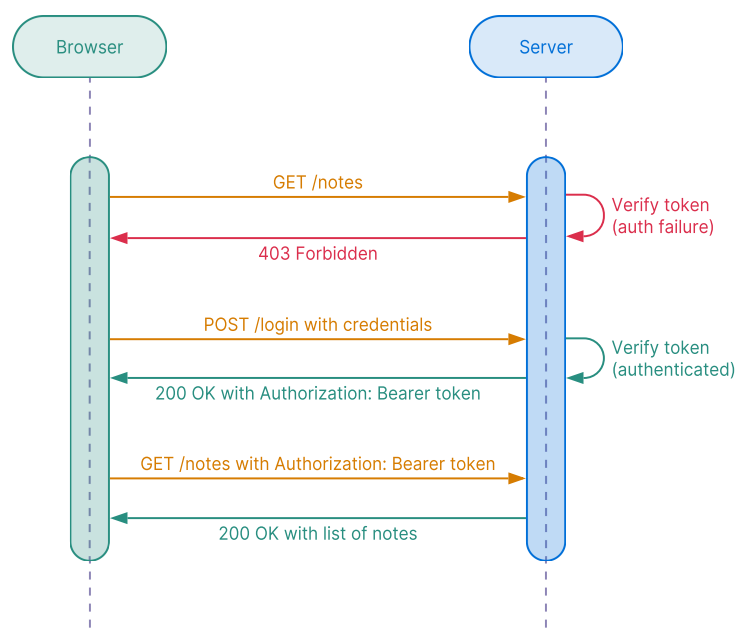 Browser
Server
GET /notes
Verify token
(auth failure)
403 Forbidden
POST /login with credentials
Verify token
(authenticated)
200 OK with Authorization: Bearer token
GET /notes with Authorization: Bearer token
200 OK with list of notes